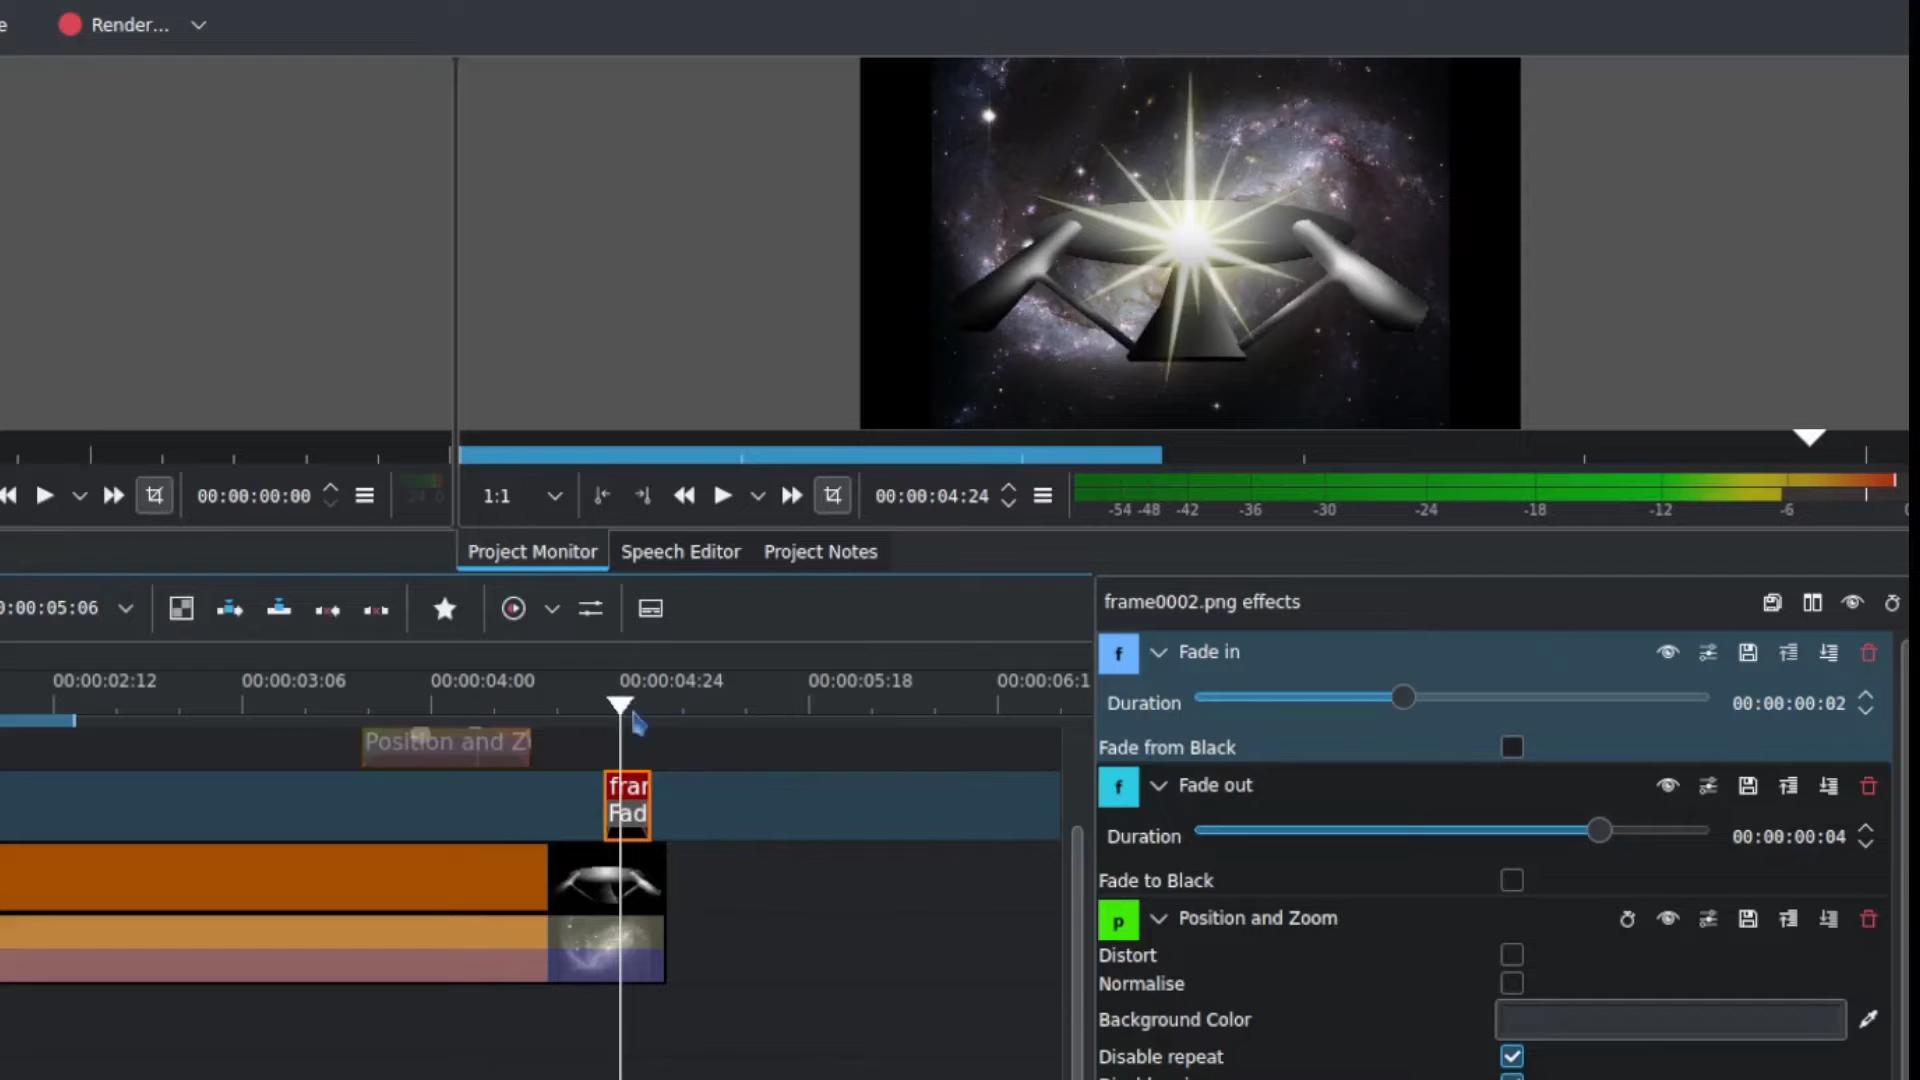 e
Render...
00:00:00:00
24 0
1:1
00:00:04:24
-54 -48 -42 -36 -30 -24 -18 -12 -6
Project Monitor Speech Editor Project Notes
0:00:05:06
frame0002.png effects
f Fade in
Duration 00:00:00:02
Fade from Black
f Fade out
Duration 00:00:00:04
Fade to Black
p Position and Zoom
Distort
Normalise
Background Color
Disable repeat
00:00:02:12 00:00:03:06 00:00:04:00 00:00:04:24 00:00:05:18 00:00:06:1
Position and Z
fram
Fad